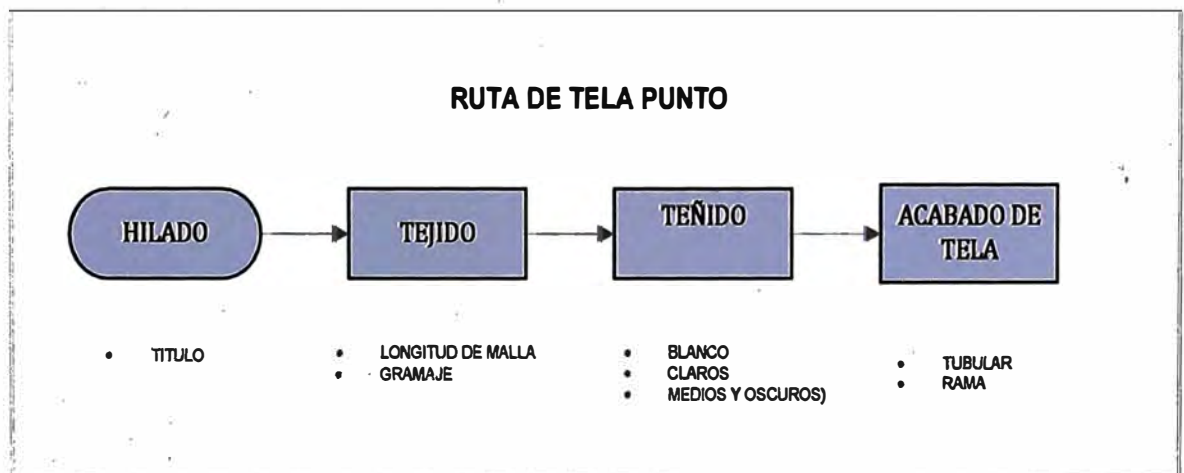 RUTA DE TELA PUNTO
HILADO
TEJIDO
TEÑIDO
ACABADO DE
TELA
• TITULO
• LONGITUD DE MALLA
• GRAMAJE
• BLANCO
• CLAROS
• MEDIOS Y OSCUROS)
• TUBULAR
• RAMA